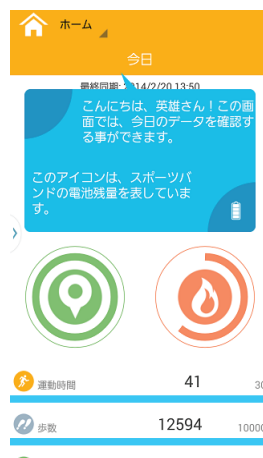 ホーム
今日
最終同期: 2014/2/20 13:50
こんにちは、英雄さん！この画
面では、今日のデータを確認す
る事ができます。
このアイコンは、スポーツバ
ンドの電池残量を表していま
す。
運動時間 41 30
歩数 12594 10000